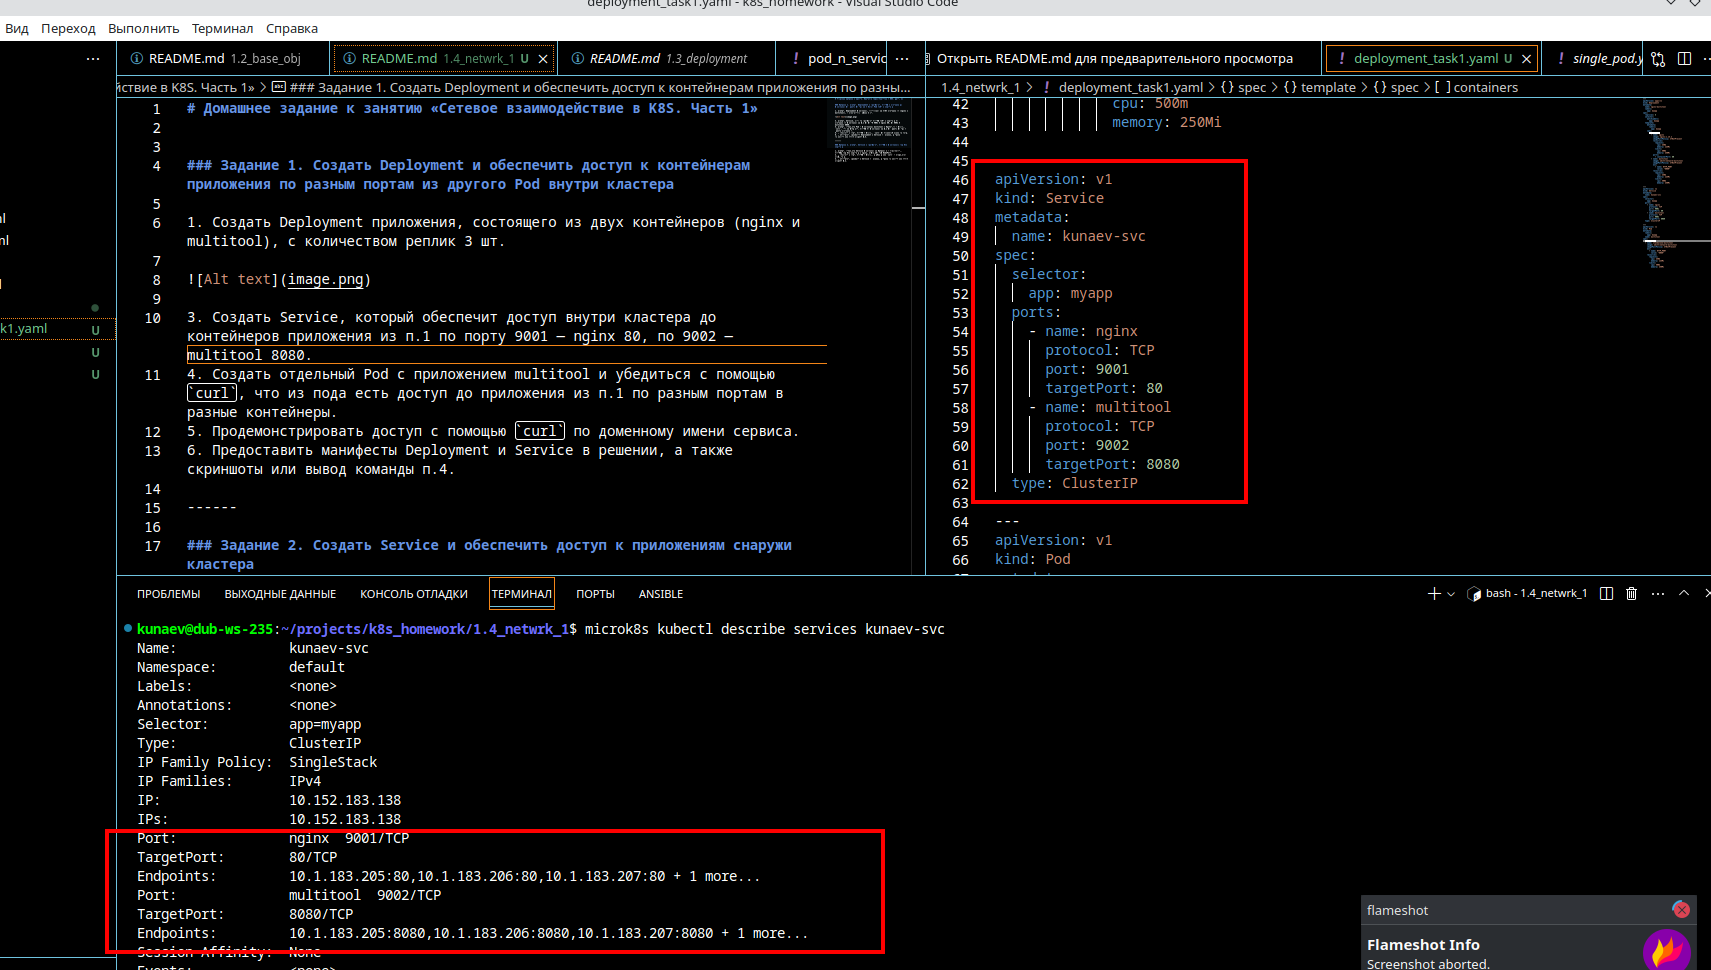 deployment_task1.yaml - k8s_homework - Visual Studio Code
Вид Переход Выполнить Терминал Справка
README.md 1.2_base_obj
README.md 1.4_netwrk_1 U
README.md 1.3_deployment
pod_n_servic
Открыть README.md для предварительного просмотра
deployment_task1.yaml U
single_pod.y
йствие в K8S. Часть 1» > ### Задание 1. Создать Deployment и обеспечить доступ к контейнерам приложения по разны...
1 # Домашнее задание к занятию «Сетевое взаимодействие в K8S. Часть 1»
2
3
4 ### Задание 1. Создать Deployment и обеспечить доступ к контейнерам
приложения по разным портам из другого Pod внутри кластера
5
6 1. Создать Deployment приложения, состоящего из двух контейнеров (nginx и
multitool), с количеством реплик 3 шт.
7
8 ![Alt text](image.png)
9
10 3. Создать Service, который обеспечит доступ внутри кластера до
контейнеров приложения из п.1 по порту 9001 — nginx 80, по 9002 —
multitool 8080.
11 4. Создать отдельный Pod с приложением multitool и убедиться с помощью
`curl`, что из пода есть доступ до приложения из п.1 по разным портам в
разные контейнеры.
12 5. Продемонстрировать доступ с помощью `curl` по доменному имени сервиса.
13 6. Предоставить манифесты Deployment и Service в решении, а также
скриншоты или вывод команды п.4.
14
15 ------
16
17 ### Задание 2. Создать Service и обеспечить доступ к приложениям снаружи
кластера
1.4_netwrk_1 > ! deployment_task1.yaml > {} spec > {} template > {} spec > [ ] containers
42 cpu: 500m
43 memory: 250Mi
44
45
46 apiVersion: v1
47 kind: Service
48 metadata:
49 name: kunaev-svc
50 spec:
51 selector:
52 app: myapp
53 ports:
54 - name: nginx
55 protocol: TCP
56 port: 9001
57 targetPort: 80
58 - name: multitool
59 protocol: TCP
60 port: 9002
61 targetPort: 8080
62 type: ClusterIP
63
64 ---
65 apiVersion: v1
66 kind: Pod
k1.yaml U
U
U
ПРОБЛЕМЫ ВЫХОДНЫЕ ДАННЫЕ КОНСОЛЬ ОТЛАДКИ ТЕРМИНАЛ ПОРТЫ ANSIBLE
bash - 1.4_netwrk_1
kunaev@dub-ws-235:~/projects/k8s_homework/1.4_netwrk_1$ microk8s kubectl describe services kunaev-svc
Name: kunaev-svc
Namespace: default
Labels: <none>
Annotations: <none>
Selector: app=myapp
Type: ClusterIP
IP Family Policy: SingleStack
IP Families: IPv4
IP: 10.152.183.138
IPs: 10.152.183.138
Port: nginx 9001/TCP
TargetPort: 80/TCP
Endpoints: 10.1.183.205:80,10.1.183.206:80,10.1.183.207:80 + 1 more...
Port: multitool 9002/TCP
TargetPort: 8080/TCP
Endpoints: 10.1.183.205:8080,10.1.183.206:8080,10.1.183.207:8080 + 1 more...
Session Affinity: None
Events: <none>
flameshot
Flameshot Info
Screenshot aborted.